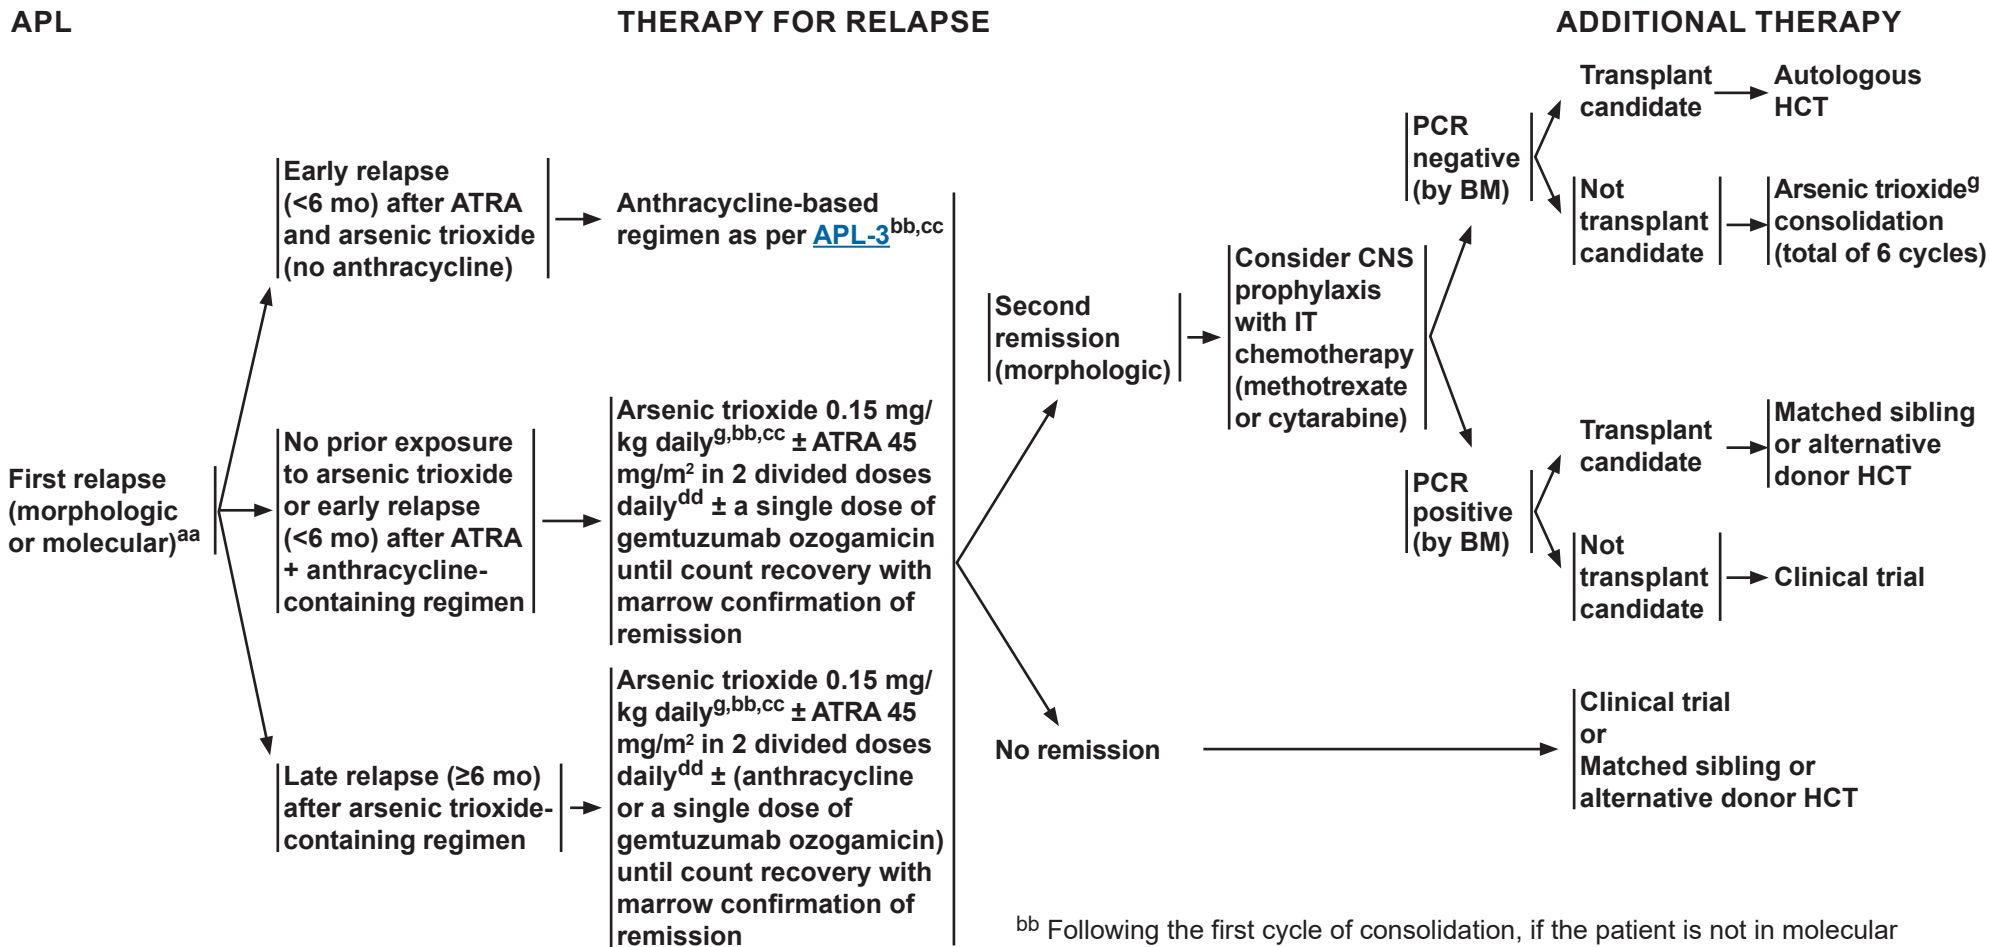 APL
THERAPY FOR RELAPSE
ADDITIONAL THERAPY
First relapse
(morphologic
or molecular)aa
Early relapse
(<6 mo) after ATRA
and arsenic trioxide
(no anthracycline)
Anthracycline-based
regimen as per APL-3bb,cc
No prior exposure
to arsenic trioxide
or early relapse
(<6 mo) after ATRA
+ anthracycline-
containing regimen
Arsenic trioxide 0.15 mg/
kg dailyg,bb,cc ± ATRA 45
mg/m² in 2 divided doses
dailydd ± a single dose of
gemtuzumab ozogamicin
until count recovery with
marrow confirmation of
remission
Late relapse (≥6 mo)
after arsenic trioxide-
containing regimen
Arsenic trioxide 0.15 mg/
kg dailyg,bb,cc ± ATRA 45
mg/m² in 2 divided doses
dailydd ± (anthracycline
or a single dose of
gemtuzumab ozogamicin)
until count recovery with
marrow confirmation of
remission
Second
remission
(morphologic)
Consider CNS
prophylaxis
with IT
chemotherapy
(methotrexate
or cytarabine)
PCR
negative
(by BM)
Transplant
candidate
Autologous
HCT
Not
transplant
candidate
Arsenic trioxideg
consolidation
(total of 6 cycles)
PCR
positive
(by BM)
Transplant
candidate
Matched sibling
or alternative
donor HCT
Not
transplant
candidate
Clinical trial
No remission
Clinical trial
or
Matched sibling or
alternative donor HCT
bb Following the first cycle of consolidation, if the patient is not in molecular